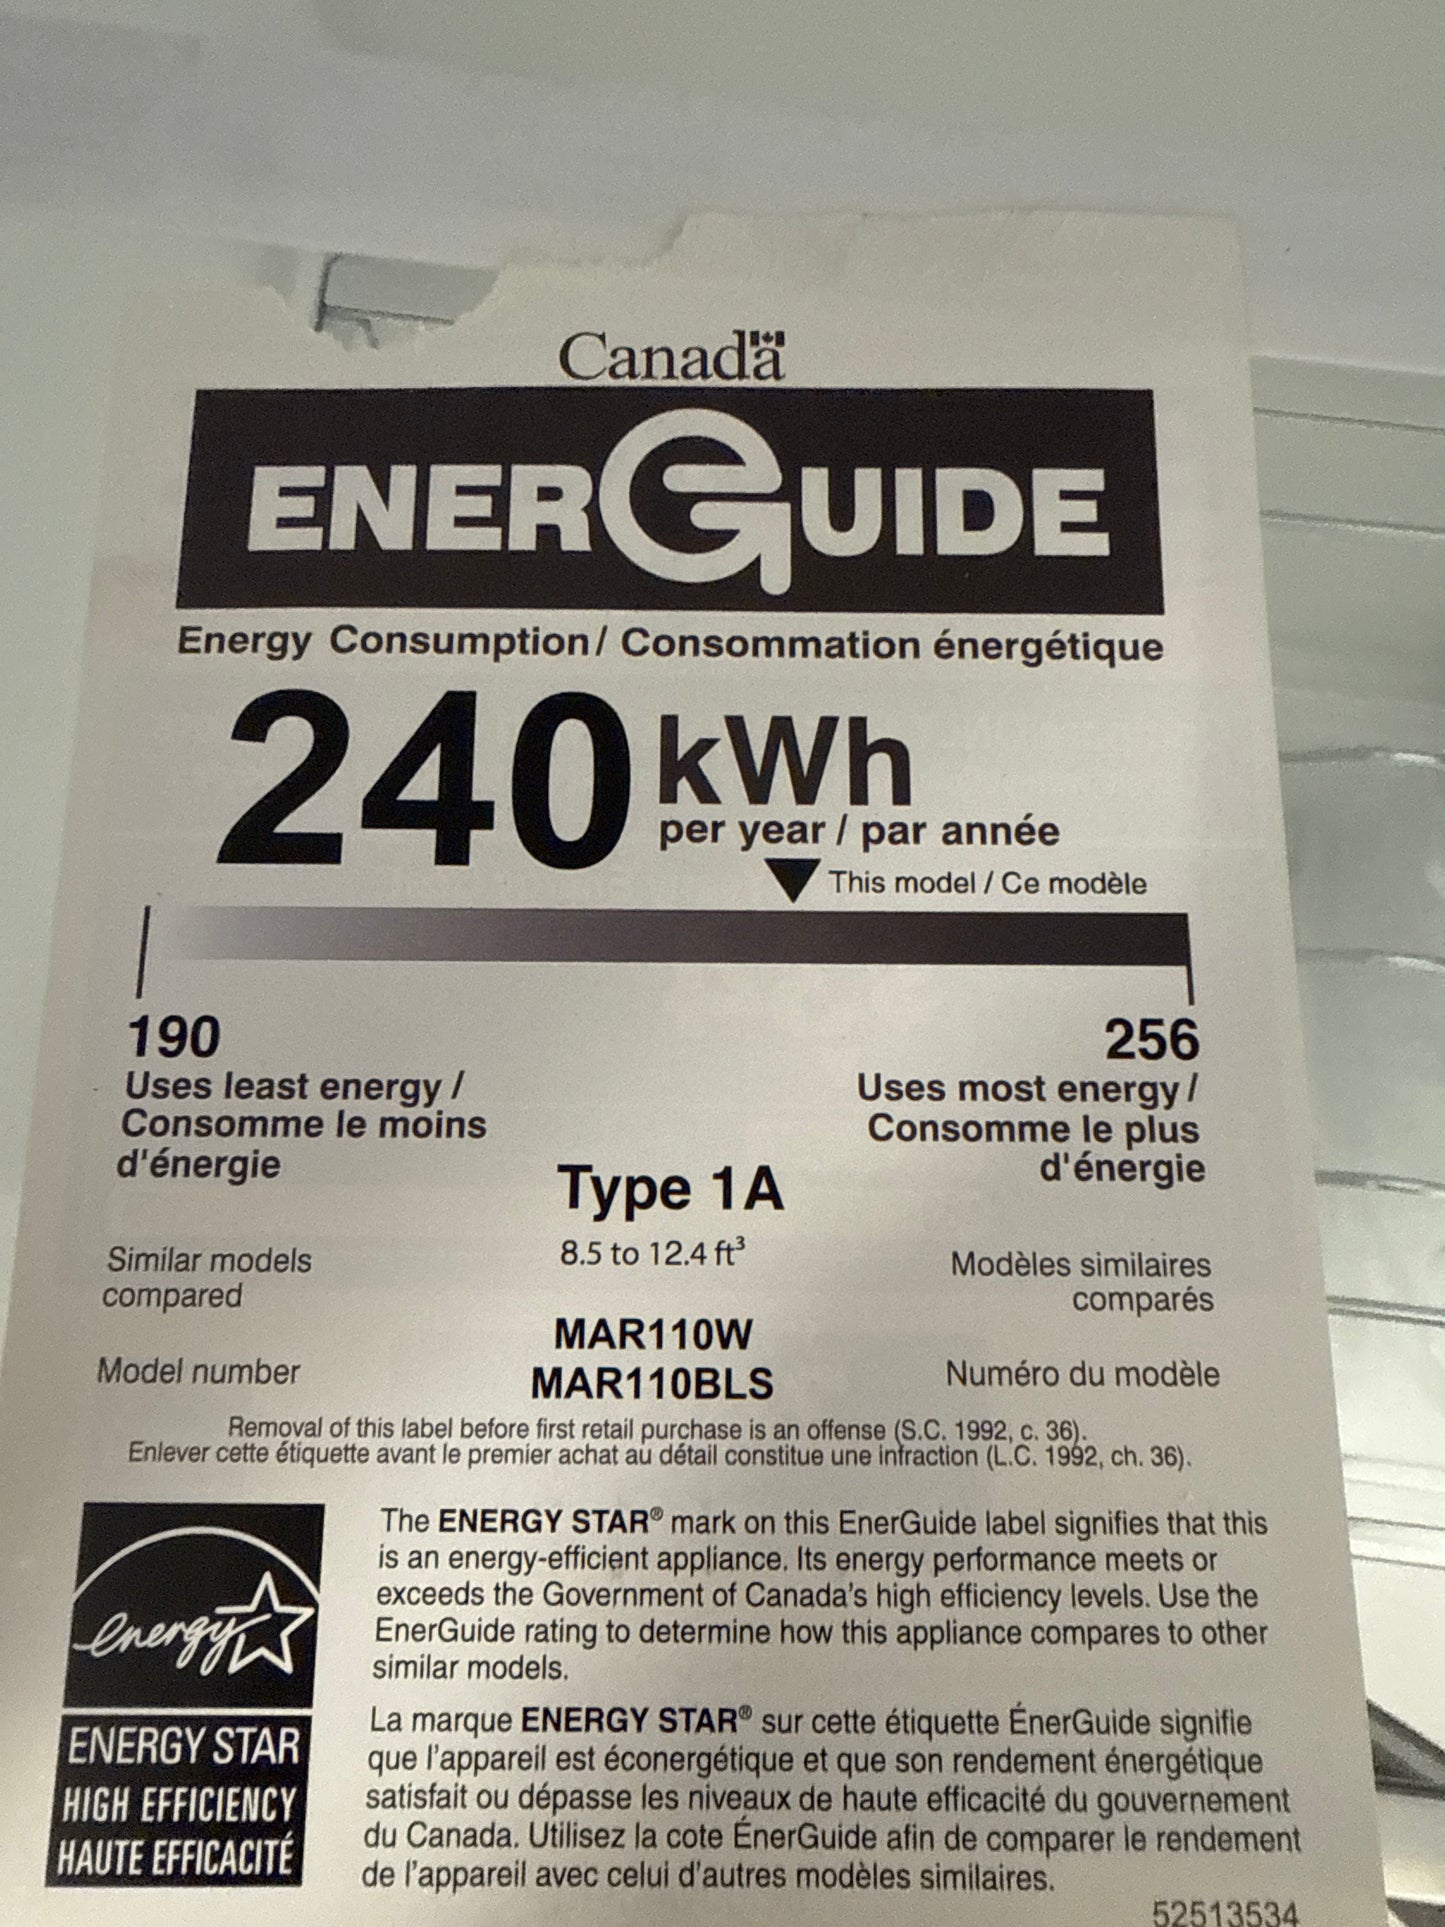 Canada
ENERGUIDE
Energy Consumption / Consommation énergétique
240 kWh
per year / par année
This model / Ce modèle
190 256
Uses least energy / Uses most energy /
Consomme le moins Consomme le plus
d'énergie d'énergie
Type 1A
Similar models 8.5 to 12.4 ft³ Modèles similaires
compared comparés
MAR110W
Model number MAR110BLS Numéro du modèle
Removal of this label before first retail purchase is an offense (S.C. 1992, c. 36).
Enlever cette étiquette avant le premier achat au détail constitue une infraction (L.C. 1992, ch. 36).
energy
ENERGY STAR
HIGH EFFICIENCY
HAUTE EFFICACITÉ
The ENERGY STAR® mark on this EnerGuide label signifies that this
is an energy-efficient appliance. Its energy performance meets or
exceeds the Government of Canada's high efficiency levels. Use the
EnerGuide rating to determine how this appliance compares to other
similar models.
La marque ENERGY STAR® sur cette étiquette ÉnerGuide signifie
que l'appareil est éconergétique et que son rendement énergétique
satisfait ou dépasse les niveaux de haute efficacité du gouvernement
du Canada. Utilisez la cote ÉnerGuide afin de comparer le rendement
de l'appareil avec celui d'autres modèles similaires.
52513534